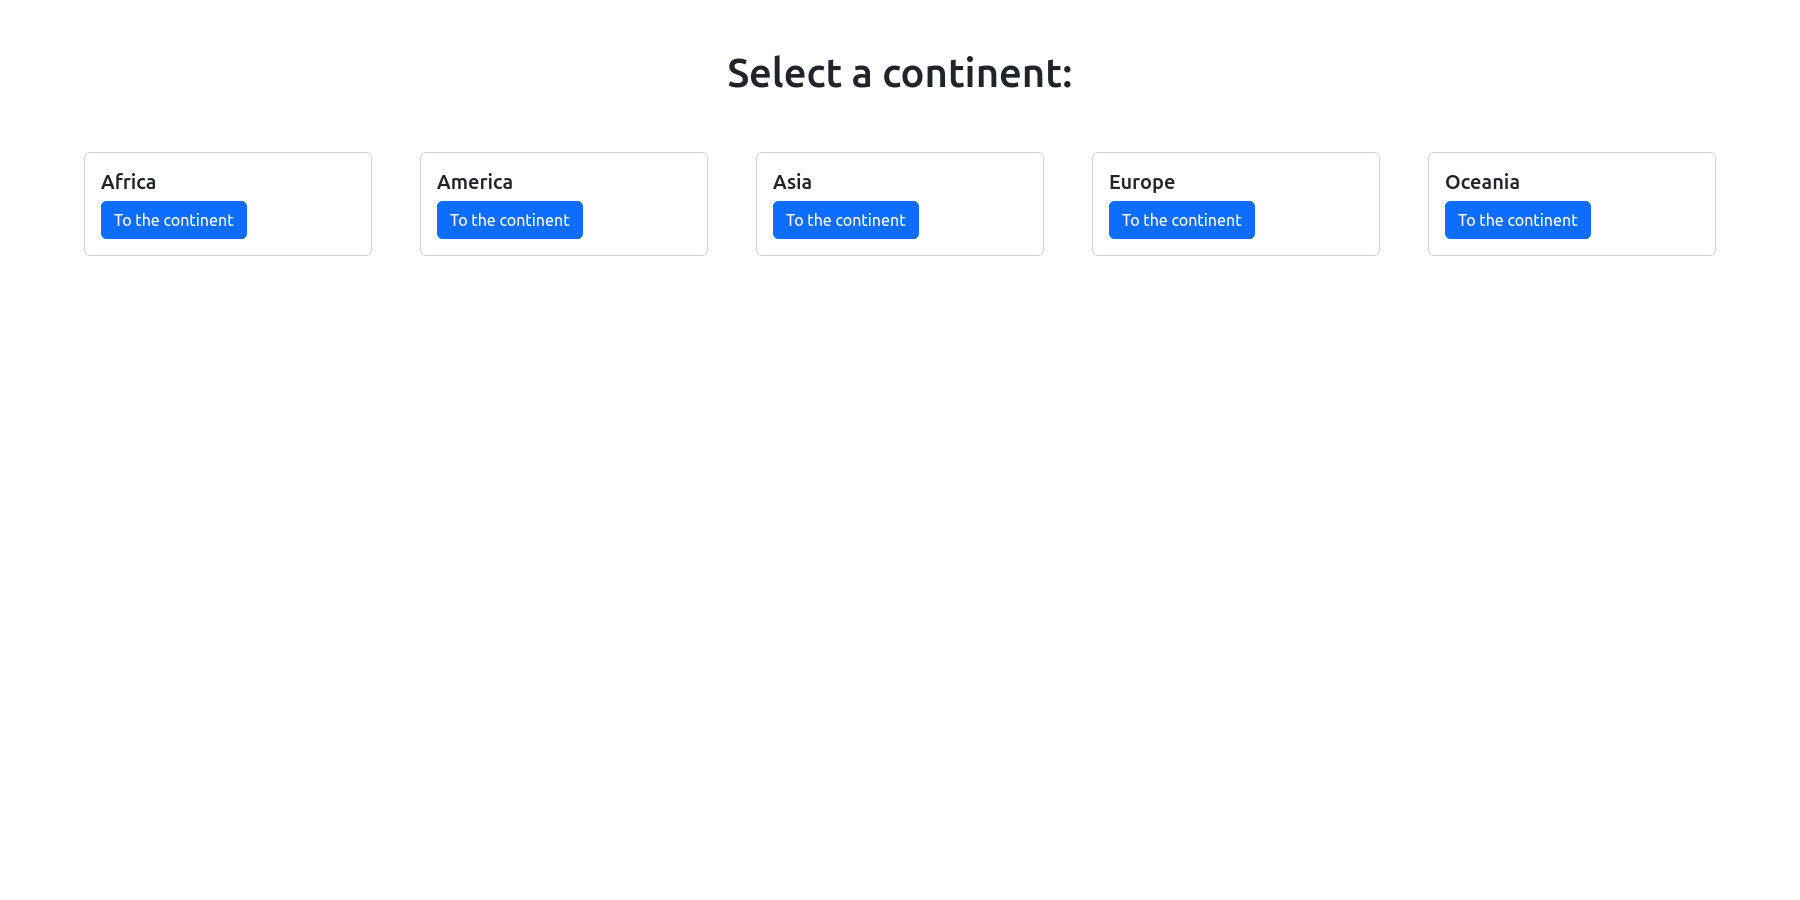 Select a continent:
Africa
To the continent
America
To the continent
Asia
To the continent
Europe
To the continent
Oceania
To the continent